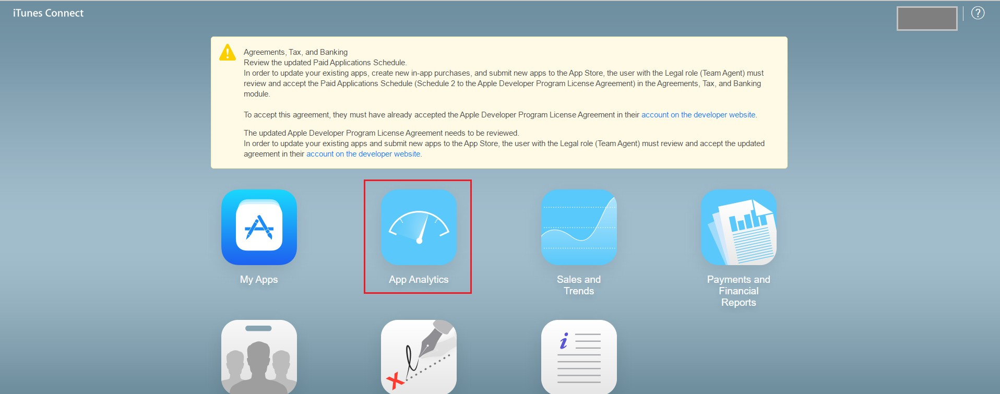 iTunes Connect
?
Agreements, Tax, and Banking
Review the updated Paid Applications Schedule.
In order to update your existing apps, create new in-app purchases, and submit new apps to the App Store, the user with the Legal role (Team Agent) must
review and accept the Paid Applications Schedule (Schedule 2 to the Apple Developer Program License Agreement) in the Agreements, Tax, and Banking
module.
To accept this agreement, they must have already accepted the Apple Developer Program License Agreement in their account on the developer website.
The updated Apple Developer Program License Agreement needs to be reviewed.
In order to update your existing apps and submit new apps to the App Store, the user with the Legal role (Team Agent) must review and accept the updated
agreement in their account on the developer website.
My Apps
App Analytics
Sales and
Trends
Payments and
Financial
Reports